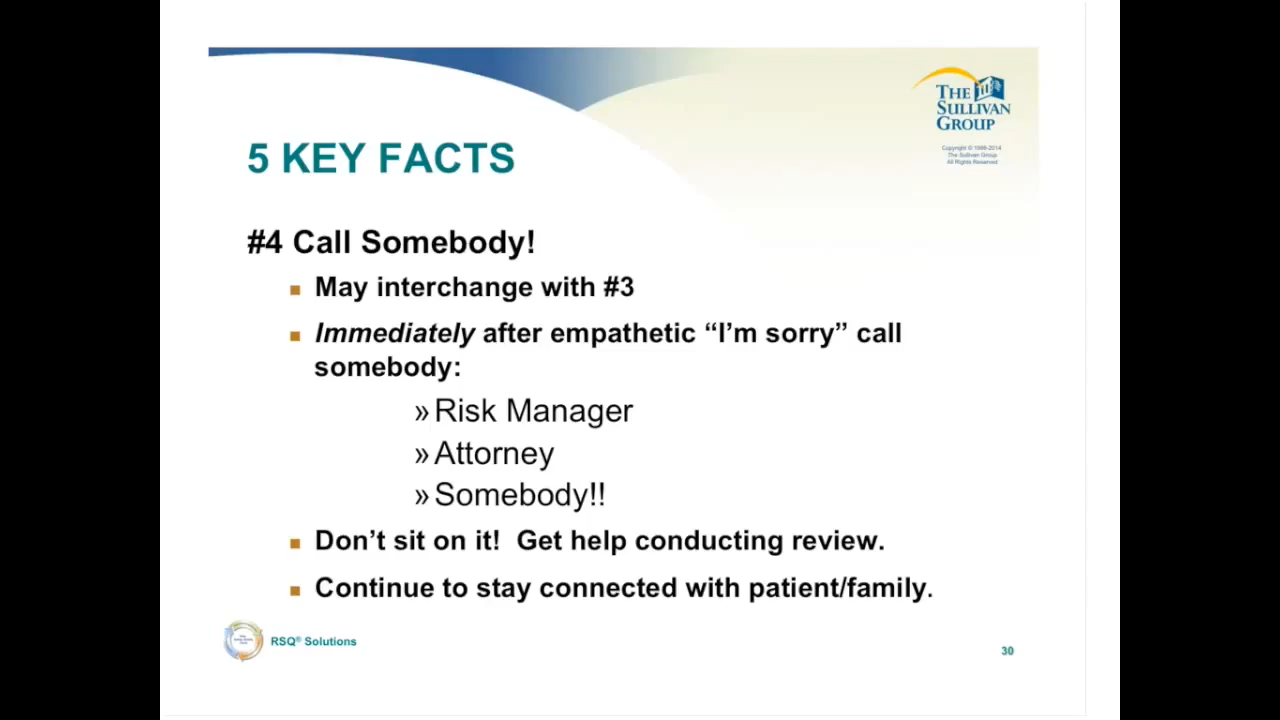 THE
SULLIVAN
GROUP
Copyright © 1998-2014
The Sullivan Group
All Rights Reserved
5 KEY FACTS
#4 Call Somebody!
■ May interchange with #3
■ Immediately after empathetic “I’m sorry” call
somebody:
»Risk Manager
»Attorney
»Somebody!!
■ Don’t sit on it!  Get help conducting review.
■ Continue to stay connected with patient/family.
RSQ® Solutions
30